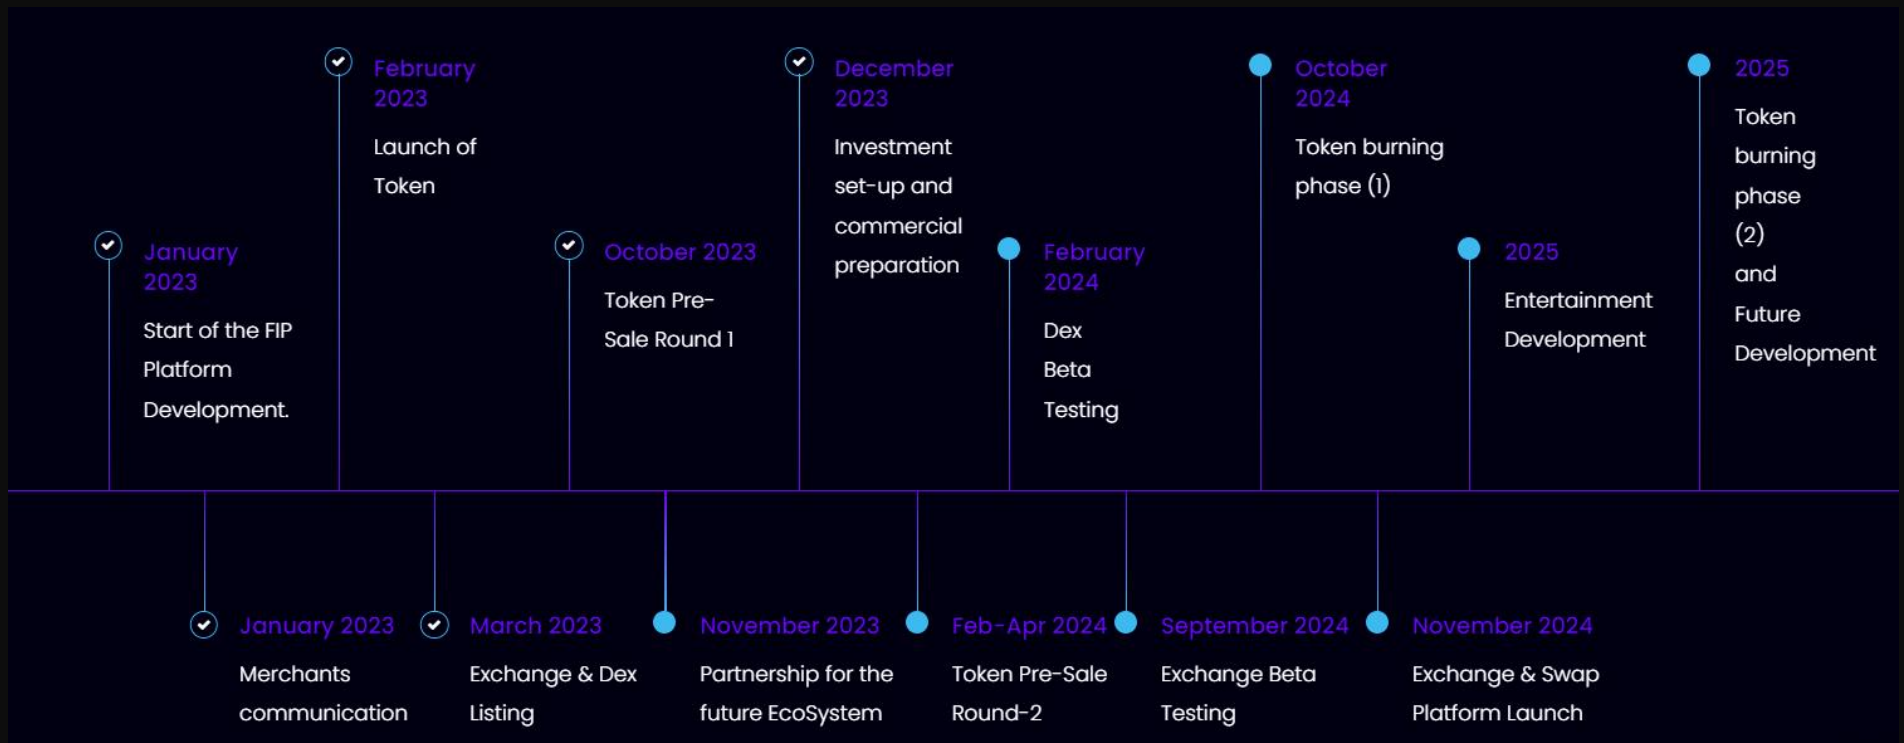 January
2023
Start of the FIP
Platform
Development.
January 2023
Merchants
communication
February
2023
Launch of
Token
March 2023
Exchange & Dex
Listing
October 2023
Token Pre-
Sale Round 1
November 2023
Partnership for the
future EcoSystem
December
2023
Investment
set-up and
commercial
preparation
Feb-Apr 2024
Token Pre-Sale
Round-2
February
2024
Dex
Beta
Testing
September 2024
Exchange Beta
Testing
October
2024
Token burning
phase (1)
November 2024
Exchange & Swap
Platform Launch
2025
Entertainment
Development
2025
Token
burning
phase
(2)
and
Future
Development